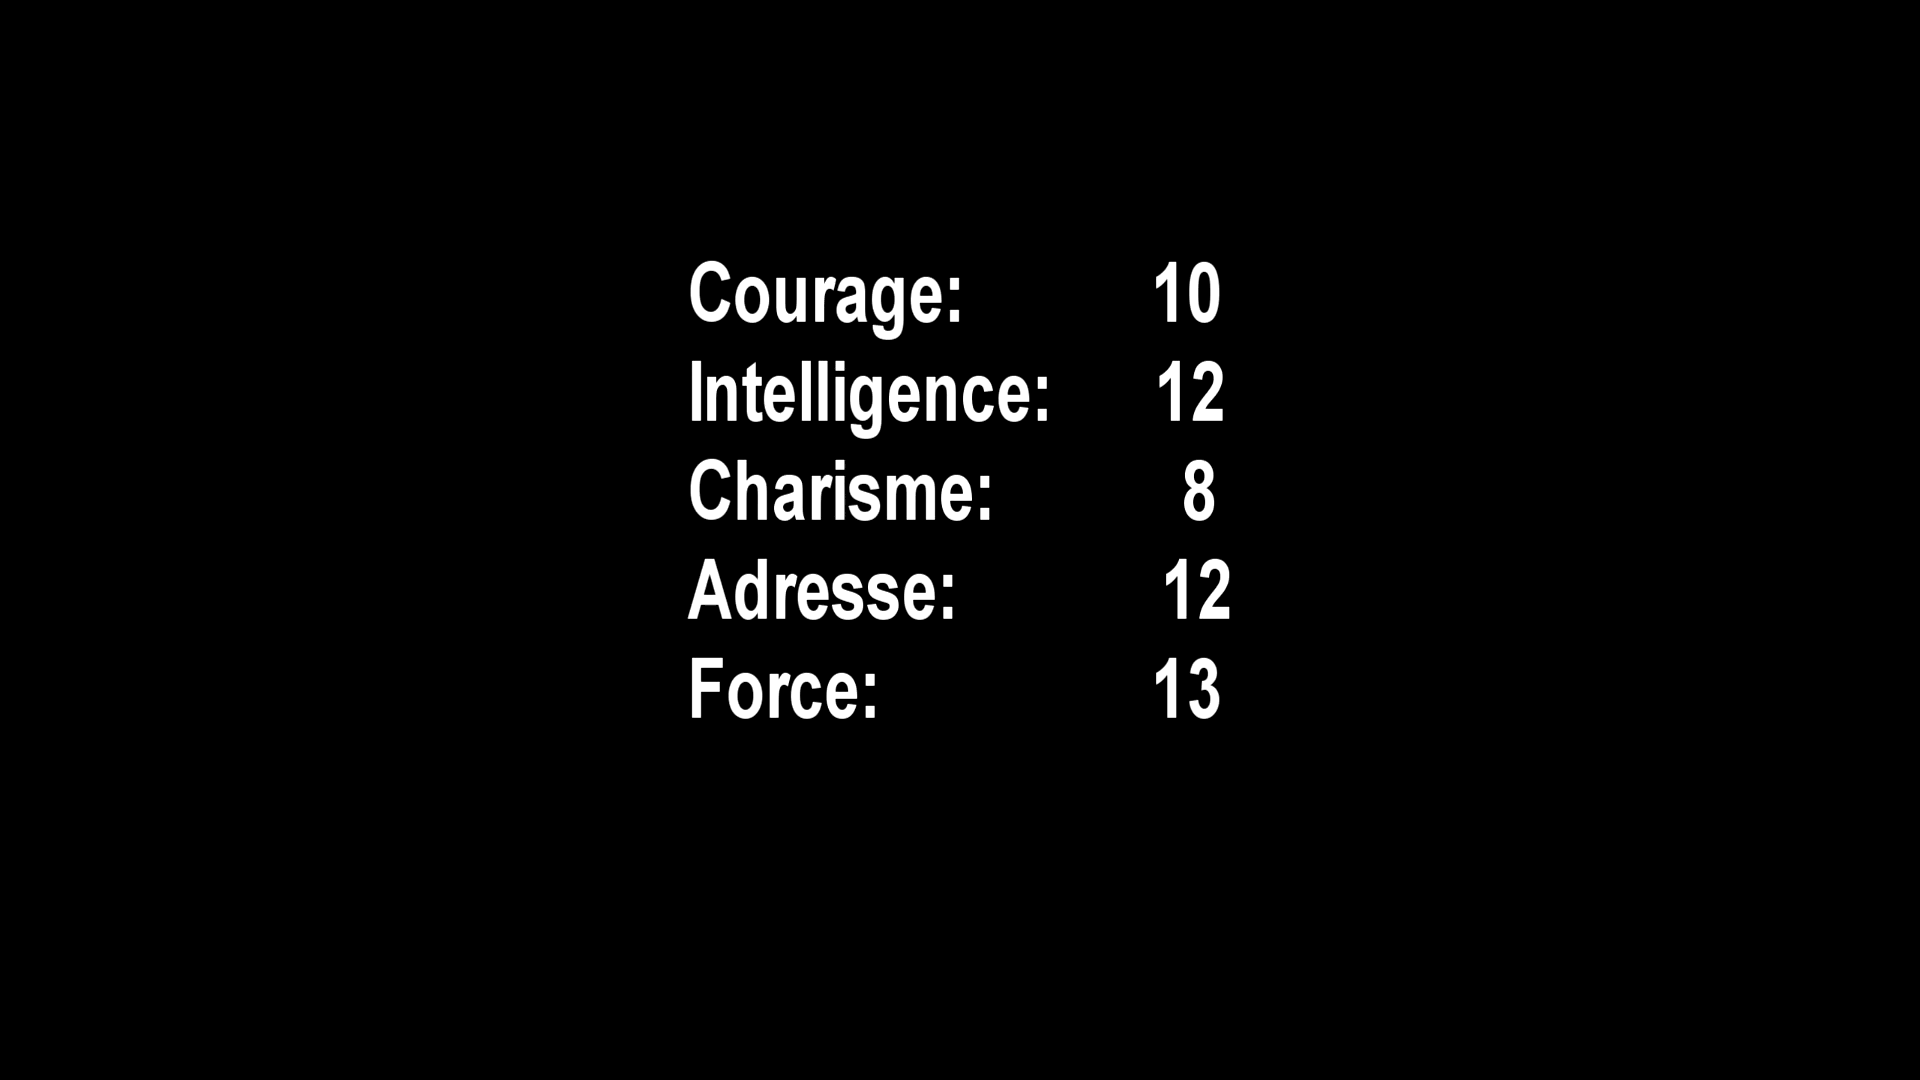 Courage: 10
Intelligence: 12
Charisme: 8
Adresse: 12
Force: 13